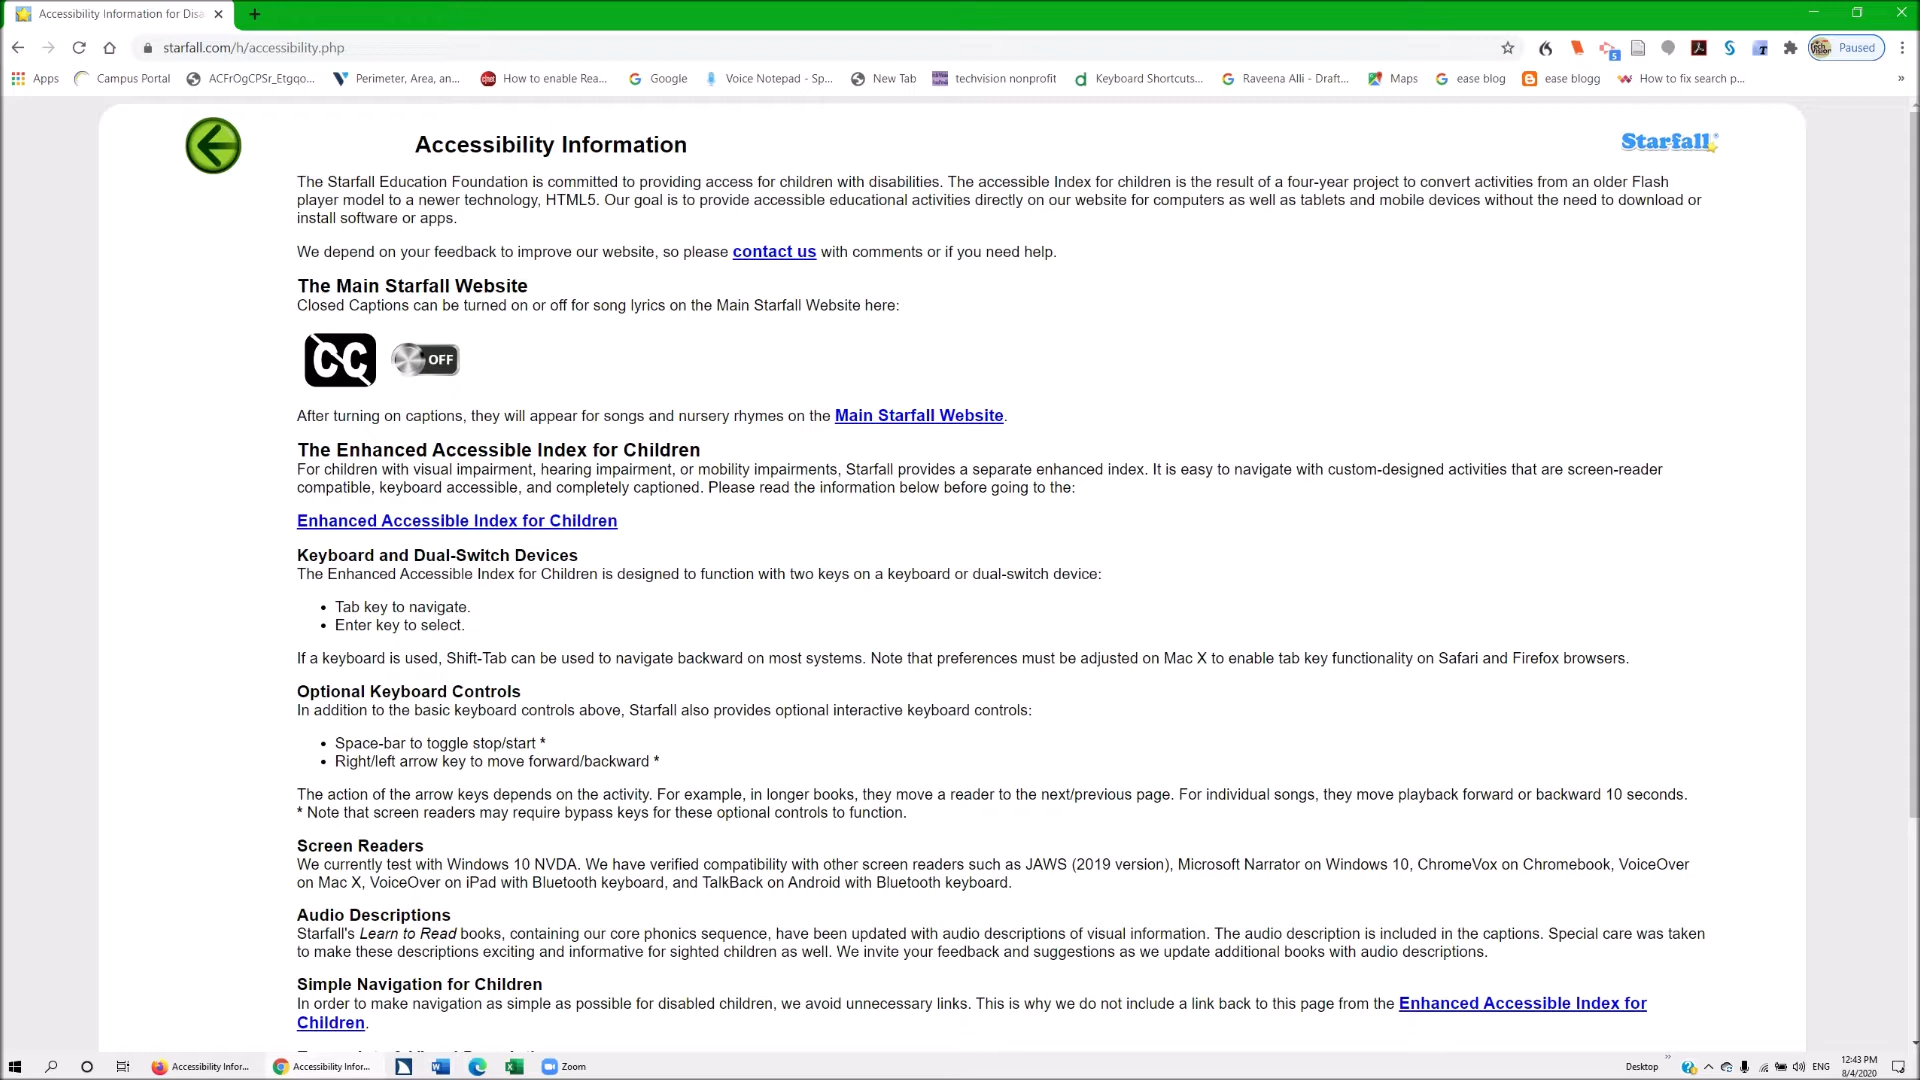 Accessibility Information for Disa
starfall.com/h/accessibility.php
Paused
Apps
Campus Portal
ACFrOgCPSr_Etgqo...
Perimeter, Area, an...
How to enable Rea...
Google
Voice Notepad - Sp...
New Tab
techvision nonprofit
Keyboard Shortcuts...
Raveena Alli - Draft...
Maps
ease blog
ease blogg
How to fix search p...
Accessibility Information
Starfall
The Starfall Education Foundation is committed to providing access for children with disabilities. The accessible Index for children is the result of a four-year project to convert activities from an older Flash
player model to a newer technology, HTML5. Our goal is to provide accessible educational activities directly on our website for computers as well as tablets and mobile devices without the need to download or
install software or apps.
We depend on your feedback to improve our website, so please contact us with comments or if you need help.
The Main Starfall Website
Closed Captions can be turned on or off for song lyrics on the Main Starfall Website here:
CC OFF
After turning on captions, they will appear for songs and nursery rhymes on the Main Starfall Website.
The Enhanced Accessible Index for Children
For children with visual impairment, hearing impairment, or mobility impairments, Starfall provides a separate enhanced index. It is easy to navigate with custom-designed activities that are screen-reader
compatible, keyboard accessible, and completely captioned. Please read the information below before going to the:
Enhanced Accessible Index for Children
Keyboard and Dual-Switch Devices
The Enhanced Accessible Index for Children is designed to function with two keys on a keyboard or dual-switch device:
• Tab key to navigate.
• Enter key to select.
If a keyboard is used, Shift-Tab can be used to navigate backward on most systems. Note that preferences must be adjusted on Mac X to enable tab key functionality on Safari and Firefox browsers.
Optional Keyboard Controls
In addition to the basic keyboard controls above, Starfall also provides optional interactive keyboard controls:
• Space-bar to toggle stop/start *
• Right/left arrow key to move forward/backward *
The action of the arrow keys depends on the activity. For example, in longer books, they move a reader to the next/previous page. For individual songs, they move playback forward or backward 10 seconds.
* Note that screen readers may require bypass keys for these optional controls to function.
Screen Readers
We currently test with Windows 10 NVDA. We have verified compatibility with other screen readers such as JAWS (2019 version), Microsoft Narrator on Windows 10, ChromeVox on Chromebook, VoiceOver
on Mac X, VoiceOver on iPad with Bluetooth keyboard, and TalkBack on Android with Bluetooth keyboard.
Audio Descriptions
Starfall's Learn to Read books, containing our core phonics sequence, have been updated with audio descriptions of visual information. The audio description is included in the captions. Special care was taken
to make these descriptions exciting and informative for sighted children as well. We invite your feedback and suggestions as we update additional books with audio descriptions.
Simple Navigation for Children
In order to make navigation as simple as possible for disabled children, we avoid unnecessary links. This is why we do not include a link back to this page from the Enhanced Accessible Index for
Children.
Accessibility Infor...
Accessibility Infor...
Zoom
Desktop
ENG
12:43 PM
8/4/2020